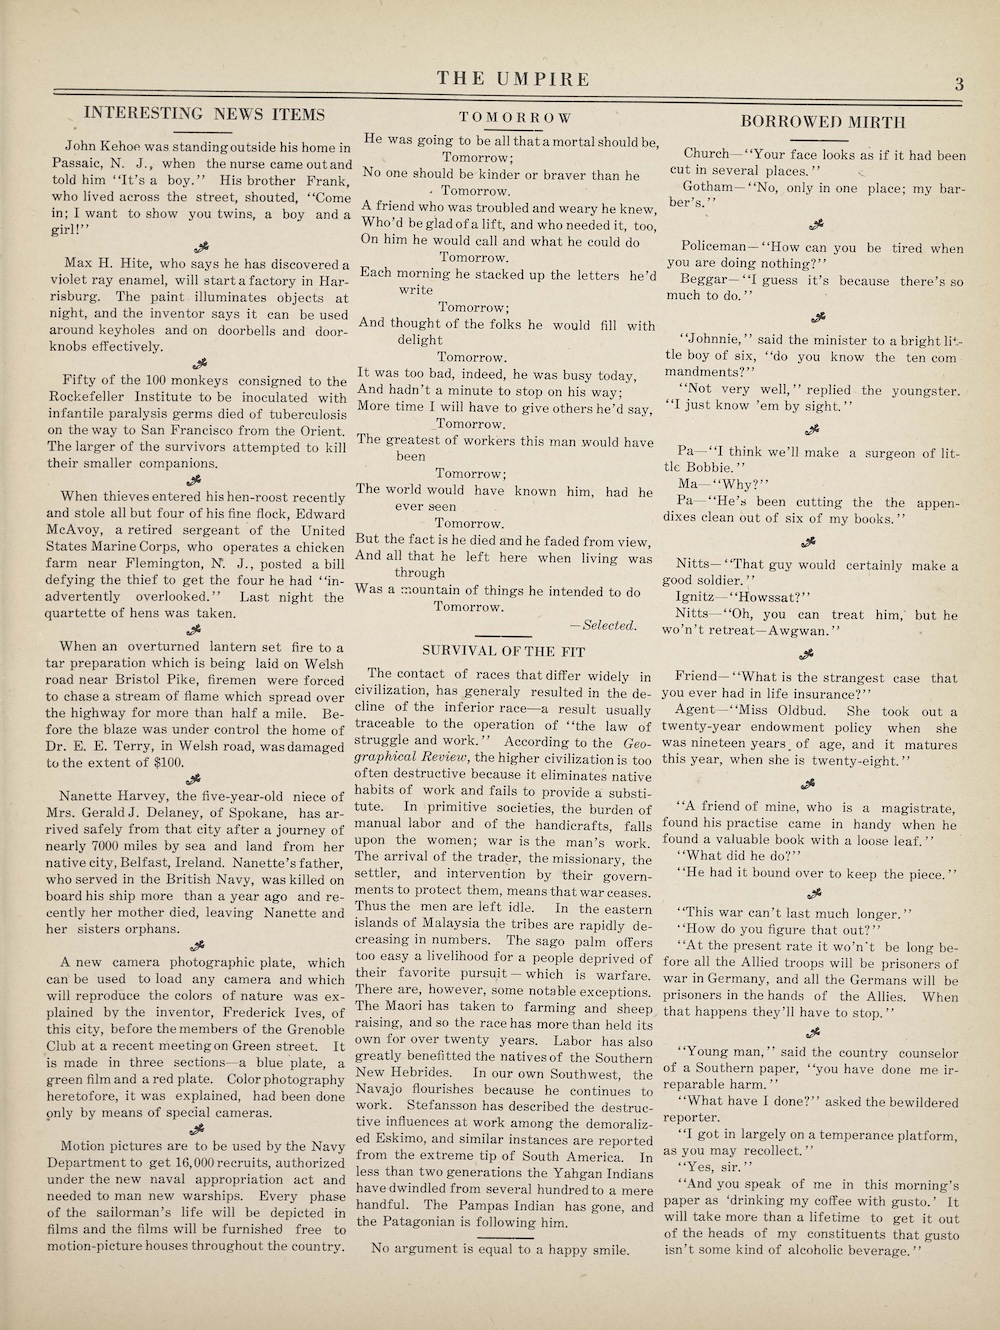 THE UMPIRE
3
INTERESTING NEWS ITEMS
John Kehoe was standing outside his home in
Passaic, N. J., when the nurse came out and
told him "It's a boy." His brother Frank,
who lived across the street, shouted, "Come
in; I want to show you twins, a boy and a
girl!"
Max H. Hite, who says he has discovered a
violet ray enamel, will start a factory in Har-
risburg. The paint illuminates objects at
night, and the inventor says it can be used
around keyholes and on doorbells and door-
knobs effectively.
Fifty of the 100 monkeys consigned to the
Rockefeller Institute to be inoculated with
infantile paralysis germs died of tuberculosis
on the way to San Francisco from the Orient.
The larger of the survivors attempted to kill
their smaller companions.
When thieves entered his hen-roost recently
and stole all but four of his fine flock, Edward
McAvoy, a retired sergeant of the United
States Marine Corps, who operates a chicken
farm near Flemington, N. J., posted a bill
defying the thief to get the four he had "in-
advertently overlooked." Last night the
quartette of hens was taken.
When an overturned lantern set fire to a
tar preparation which is being laid on Welsh
road near Bristol Pike, firemen were forced
to chase a stream of flame which spread over
the highway for more than half a mile. Be-
fore the blaze was under control the home of
Dr. E. E. Terry, in Welsh road, was damaged
to the extent of $100.
Nanette Harvey, the five-year-old niece of
Mrs. Gerald J. Delaney, of Spokane, has ar-
rived safely from that city after a journey of
nearly 7000 miles by sea and land from her
native city, Belfast, Ireland. Nanette's father,
who served in the British Navy, was killed on
board his ship more than a year ago and re-
cently her mother died, leaving Nanette and
her sisters orphans.
A new camera photographic plate, which
can be used to load any camera and which
will reproduce the colors of nature was ex-
plained by the inventor, Frederick Ives, of
this city, before the members of the Grenoble
Club at a recent meeting on Green street. It
is made in three sections—a blue plate, a
green film and a red plate. Color photography
heretofore, it was explained, had been done
only by means of special cameras.
Motion pictures are to be used by the Navy
Department to get 16,000 recruits, authorized
under the new naval appropriation act and
needed to man new warships. Every phase
of the sailorman's life will be depicted in
films and the films will be furnished free to
motion-picture houses throughout the country.
TOMORROW
He was going to be all that a mortal should be,
Tomorrow;
No one should be kinder or braver than he
Tomorrow.
A friend who was troubled and weary he knew,
Who'd be glad of a lift, and who needed it, too,
On him he would call and what he could do
Tomorrow.
Each morning he stacked up the letters he'd
write
Tomorrow;
And thought of the folks he would fill with
delight
Tomorrow.
It was too bad, indeed, he was busy today,
And hadn't a minute to stop on his way;
More time I will have to give others he'd say,
Tomorrow.
The greatest of workers this man would have
been
Tomorrow;
The world would have known him, had he
ever seen
Tomorrow.
But the fact is he died and he faded from view,
And all that he left here when living was
through
Was a mountain of things he intended to do
Tomorrow.
—Selected.
SURVIVAL OF THE FIT
The contact of races that differ widely in
civilization, has generaly resulted in the de-
cline of the inferior race—a result usually
traceable to the operation of "the law of
struggle and work." According to the Geo-
graphical Review, the higher civilization is too
often destructive because it eliminates native
habits of work and fails to provide a substi-
tute. In primitive societies, the burden of
manual labor and of the handicrafts, falls
upon the women; war is the man's work.
The arrival of the trader, the missionary, the
settler, and intervention by their govern-
ments to protect them, means that war ceases.
Thus the men are left idle. In the eastern
islands of Malaysia the tribes are rapidly de-
creasing in numbers. The sago palm offers
too easy a livelihood for a people deprived of
their favorite pursuit—which is warfare.
There are, however, some notable exceptions.
The Maori has taken to farming and sheep
raising, and so the race has more than held its
own for over twenty years. Labor has also
greatly benefitted the natives of the Southern
New Hebrides. In our own Southwest, the
Navajo flourishes because he continues to
work. Stefansson has described the destruc-
tive influences at work among the demoraliz-
ed Eskimo, and similar instances are reported
from the extreme tip of South America. In
less than two generations the Yahgan Indians
have dwindled from several hundred to a mere
handful. The Pampas Indian has gone, and
the Patagonian is following him.
No argument is equal to a happy smile.
BORROWED MIRTH
Church—"Your face looks as if it had been
cut in several places."
Gotham—"No, only in one place; my bar-
ber's."
Policeman—"How can you be tired when
you are doing nothing?"
Beggar—"I guess it's because there's so
much to do."
"Johnnie," said the minister to a bright lit-
tle boy of six, "do you know the ten com
mandments?"
"Not very well," replied the youngster.
"I just know 'em by sight."
Pa—"I think we'll make a surgeon of lit-
tle Bobbie."
Ma—"Why?"
Pa—"He's been cutting the the appen-
dixes clean out of six of my books."
Nitts—"That guy would certainly make a
good soldier."
Ignitz—"Howssat?"
Nitts—"Oh, you can treat him, but he
wo'n't retreat—Awgwan."
Friend—"What is the strangest case that
you ever had in life insurance?"
Agent—"Miss Oldbud. She took out a
twenty-year endowment policy when she
was nineteen years of age, and it matures
this year, when she is twenty-eight."
"A friend of mine, who is a magistrate,
found his practise came in handy when he
found a valuable book with a loose leaf."
"What did he do?"
"He had it bound over to keep the piece."
"This war can't last much longer."
"How do you figure that out?"
"At the present rate it wo'n't be long be-
fore all the Allied troops will be prisoners of
war in Germany, and all the Germans will be
prisoners in the hands of the Allies. When
that happens they'll have to stop."
"Young man," said the country counselor
of a Southern paper, "you have done me ir-
reparable harm."
"What have I done?" asked the bewildered
reporter.
"I got in largely on a temperance platform,
as you may recollect."
"Yes, sir."
"And you speak of me in this morning's
paper as 'drinking my coffee with gusto.' It
will take more than a lifetime to get it out
of the heads of my constituents that gusto
isn't some kind of alcoholic beverage."